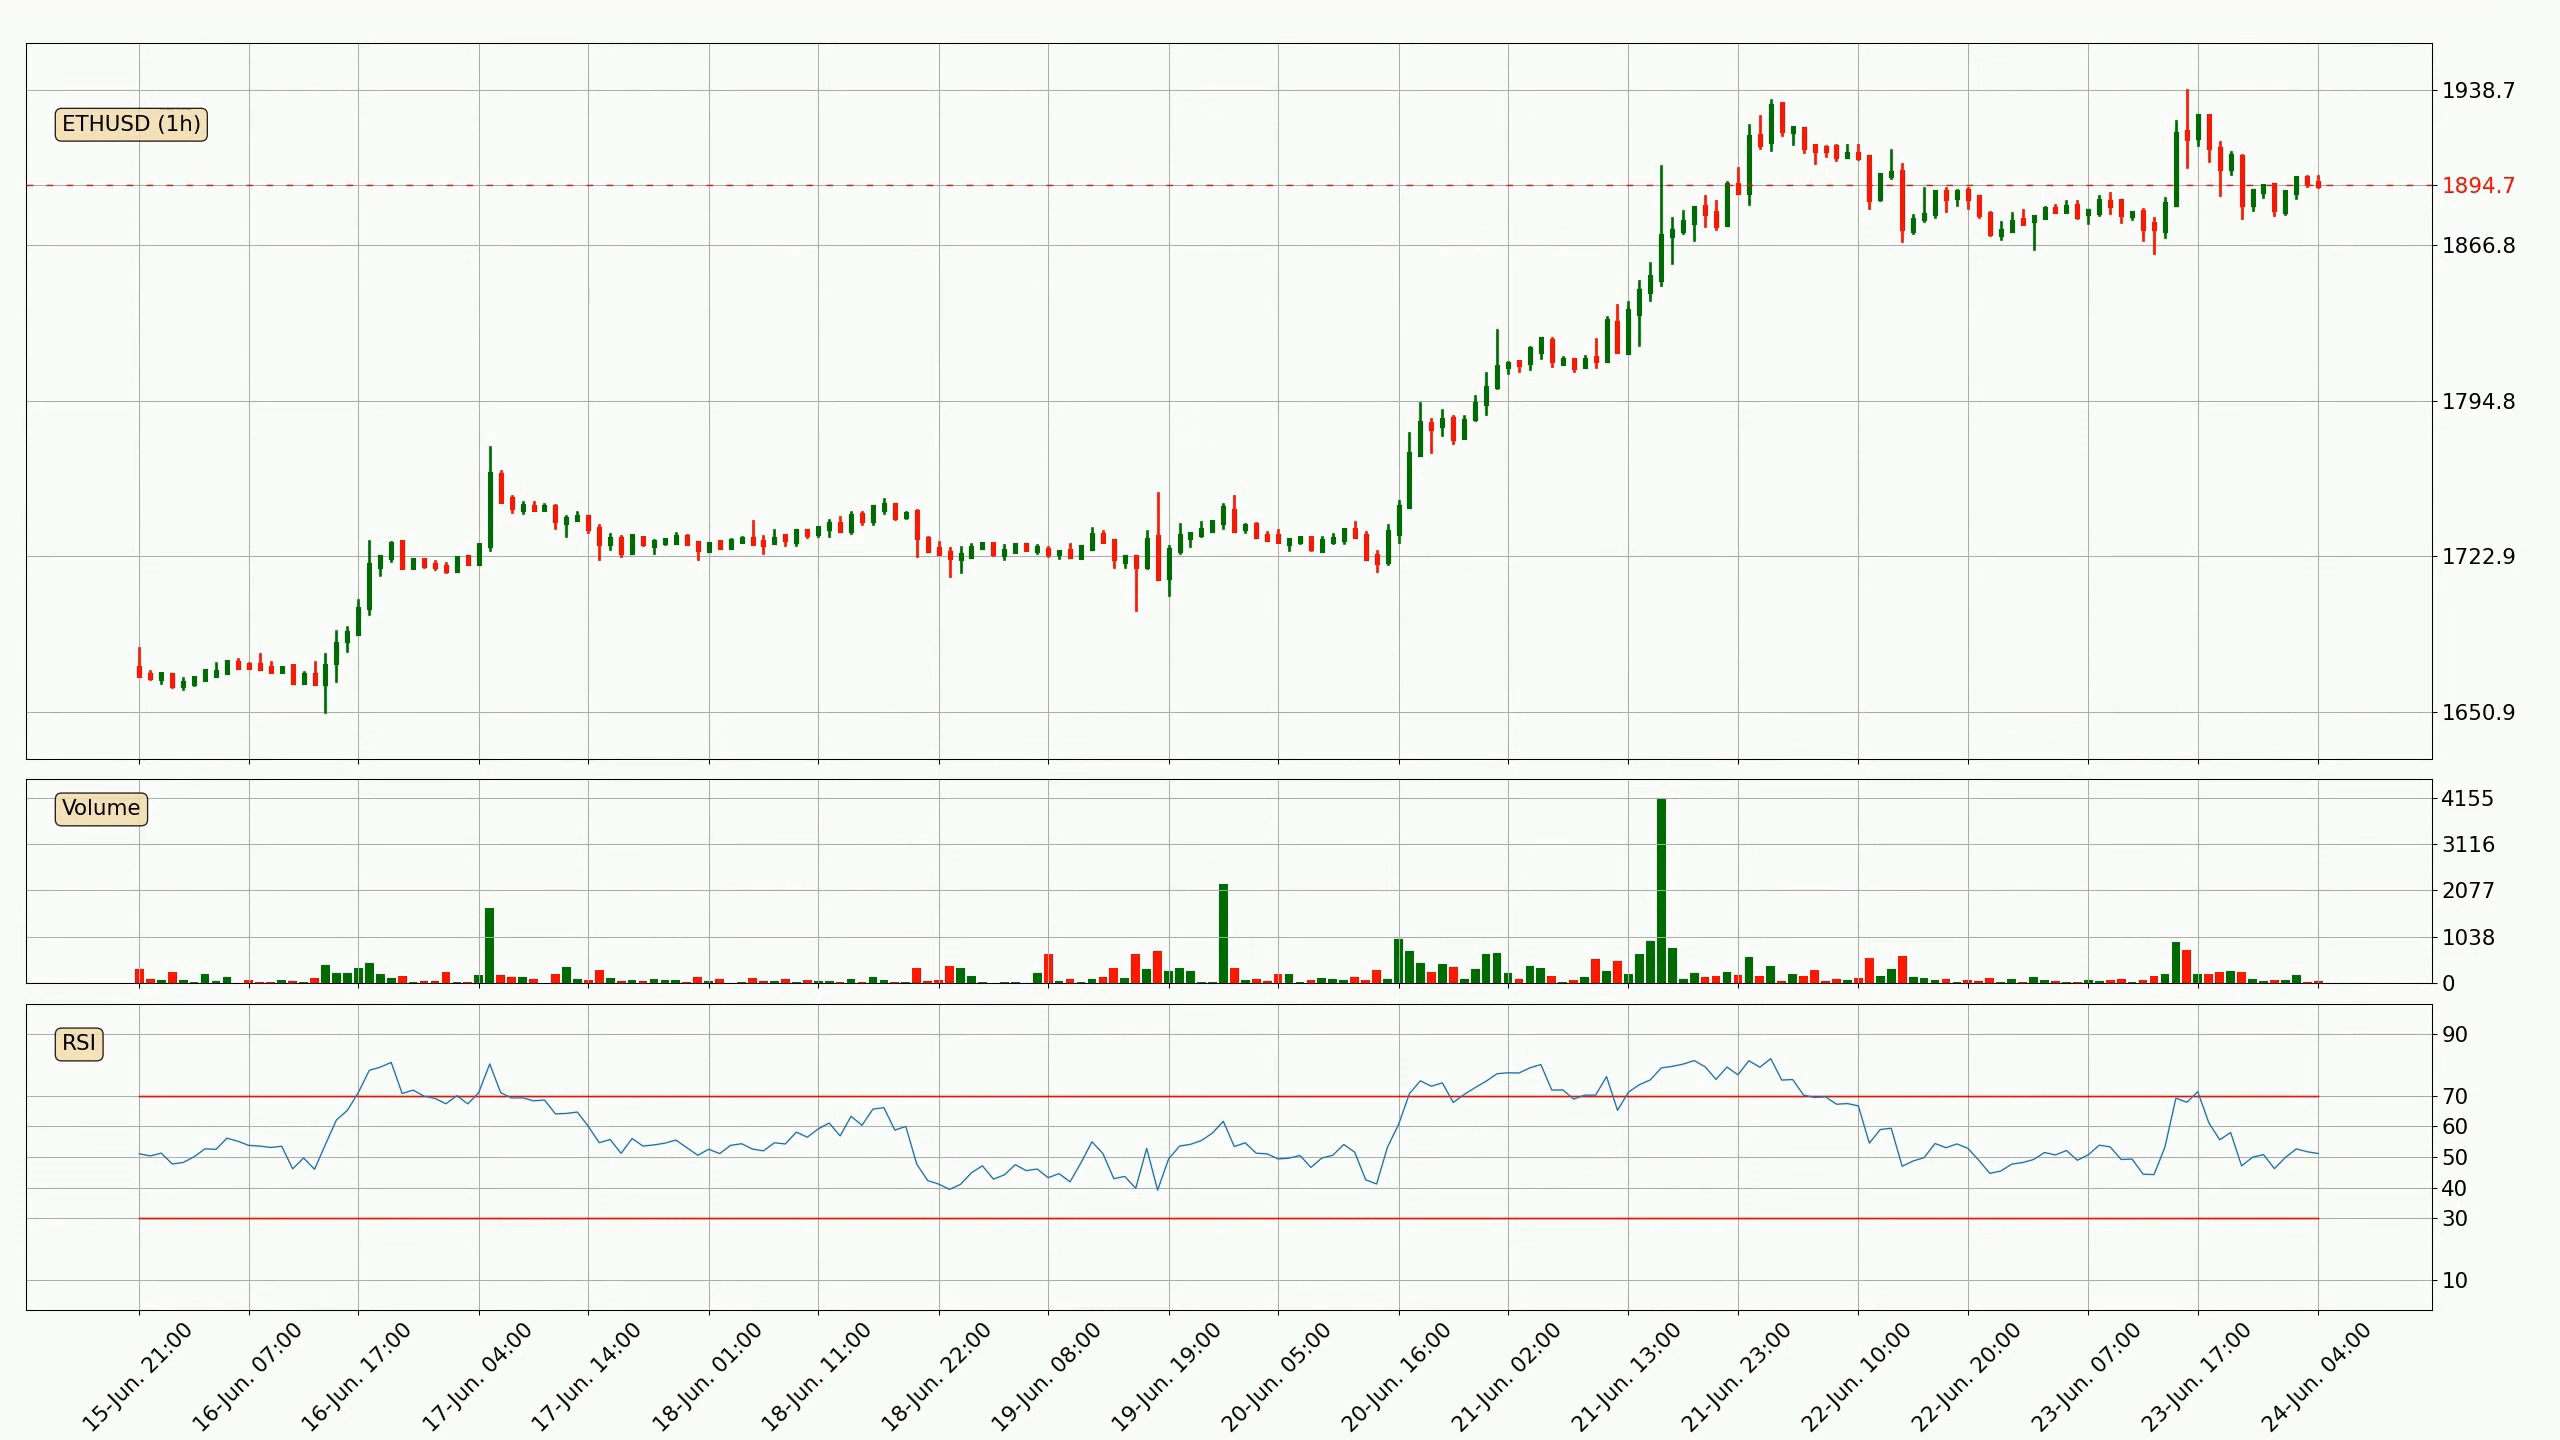 ETHUSD (1h)
1938.7
1894.7
1866.8
1794.8
1722.9
1650.9
Volume
4155
3116
2077
1038
0
RSI
90
70
60
50
40
30
10
15-Jun. 21:00
16-Jun. 07:00
16-Jun. 17:00
17-Jun. 04:00
17-Jun. 14:00
18-Jun. 01:00
18-Jun. 11:00
18-Jun. 22:00
19-Jun. 08:00
19-Jun. 19:00
20-Jun. 05:00
20-Jun. 16:00
21-Jun. 02:00
21-Jun. 13:00
21-Jun. 23:00
22-Jun. 10:00
22-Jun. 20:00
23-Jun. 07:00
23-Jun. 17:00
24-Jun. 04:00